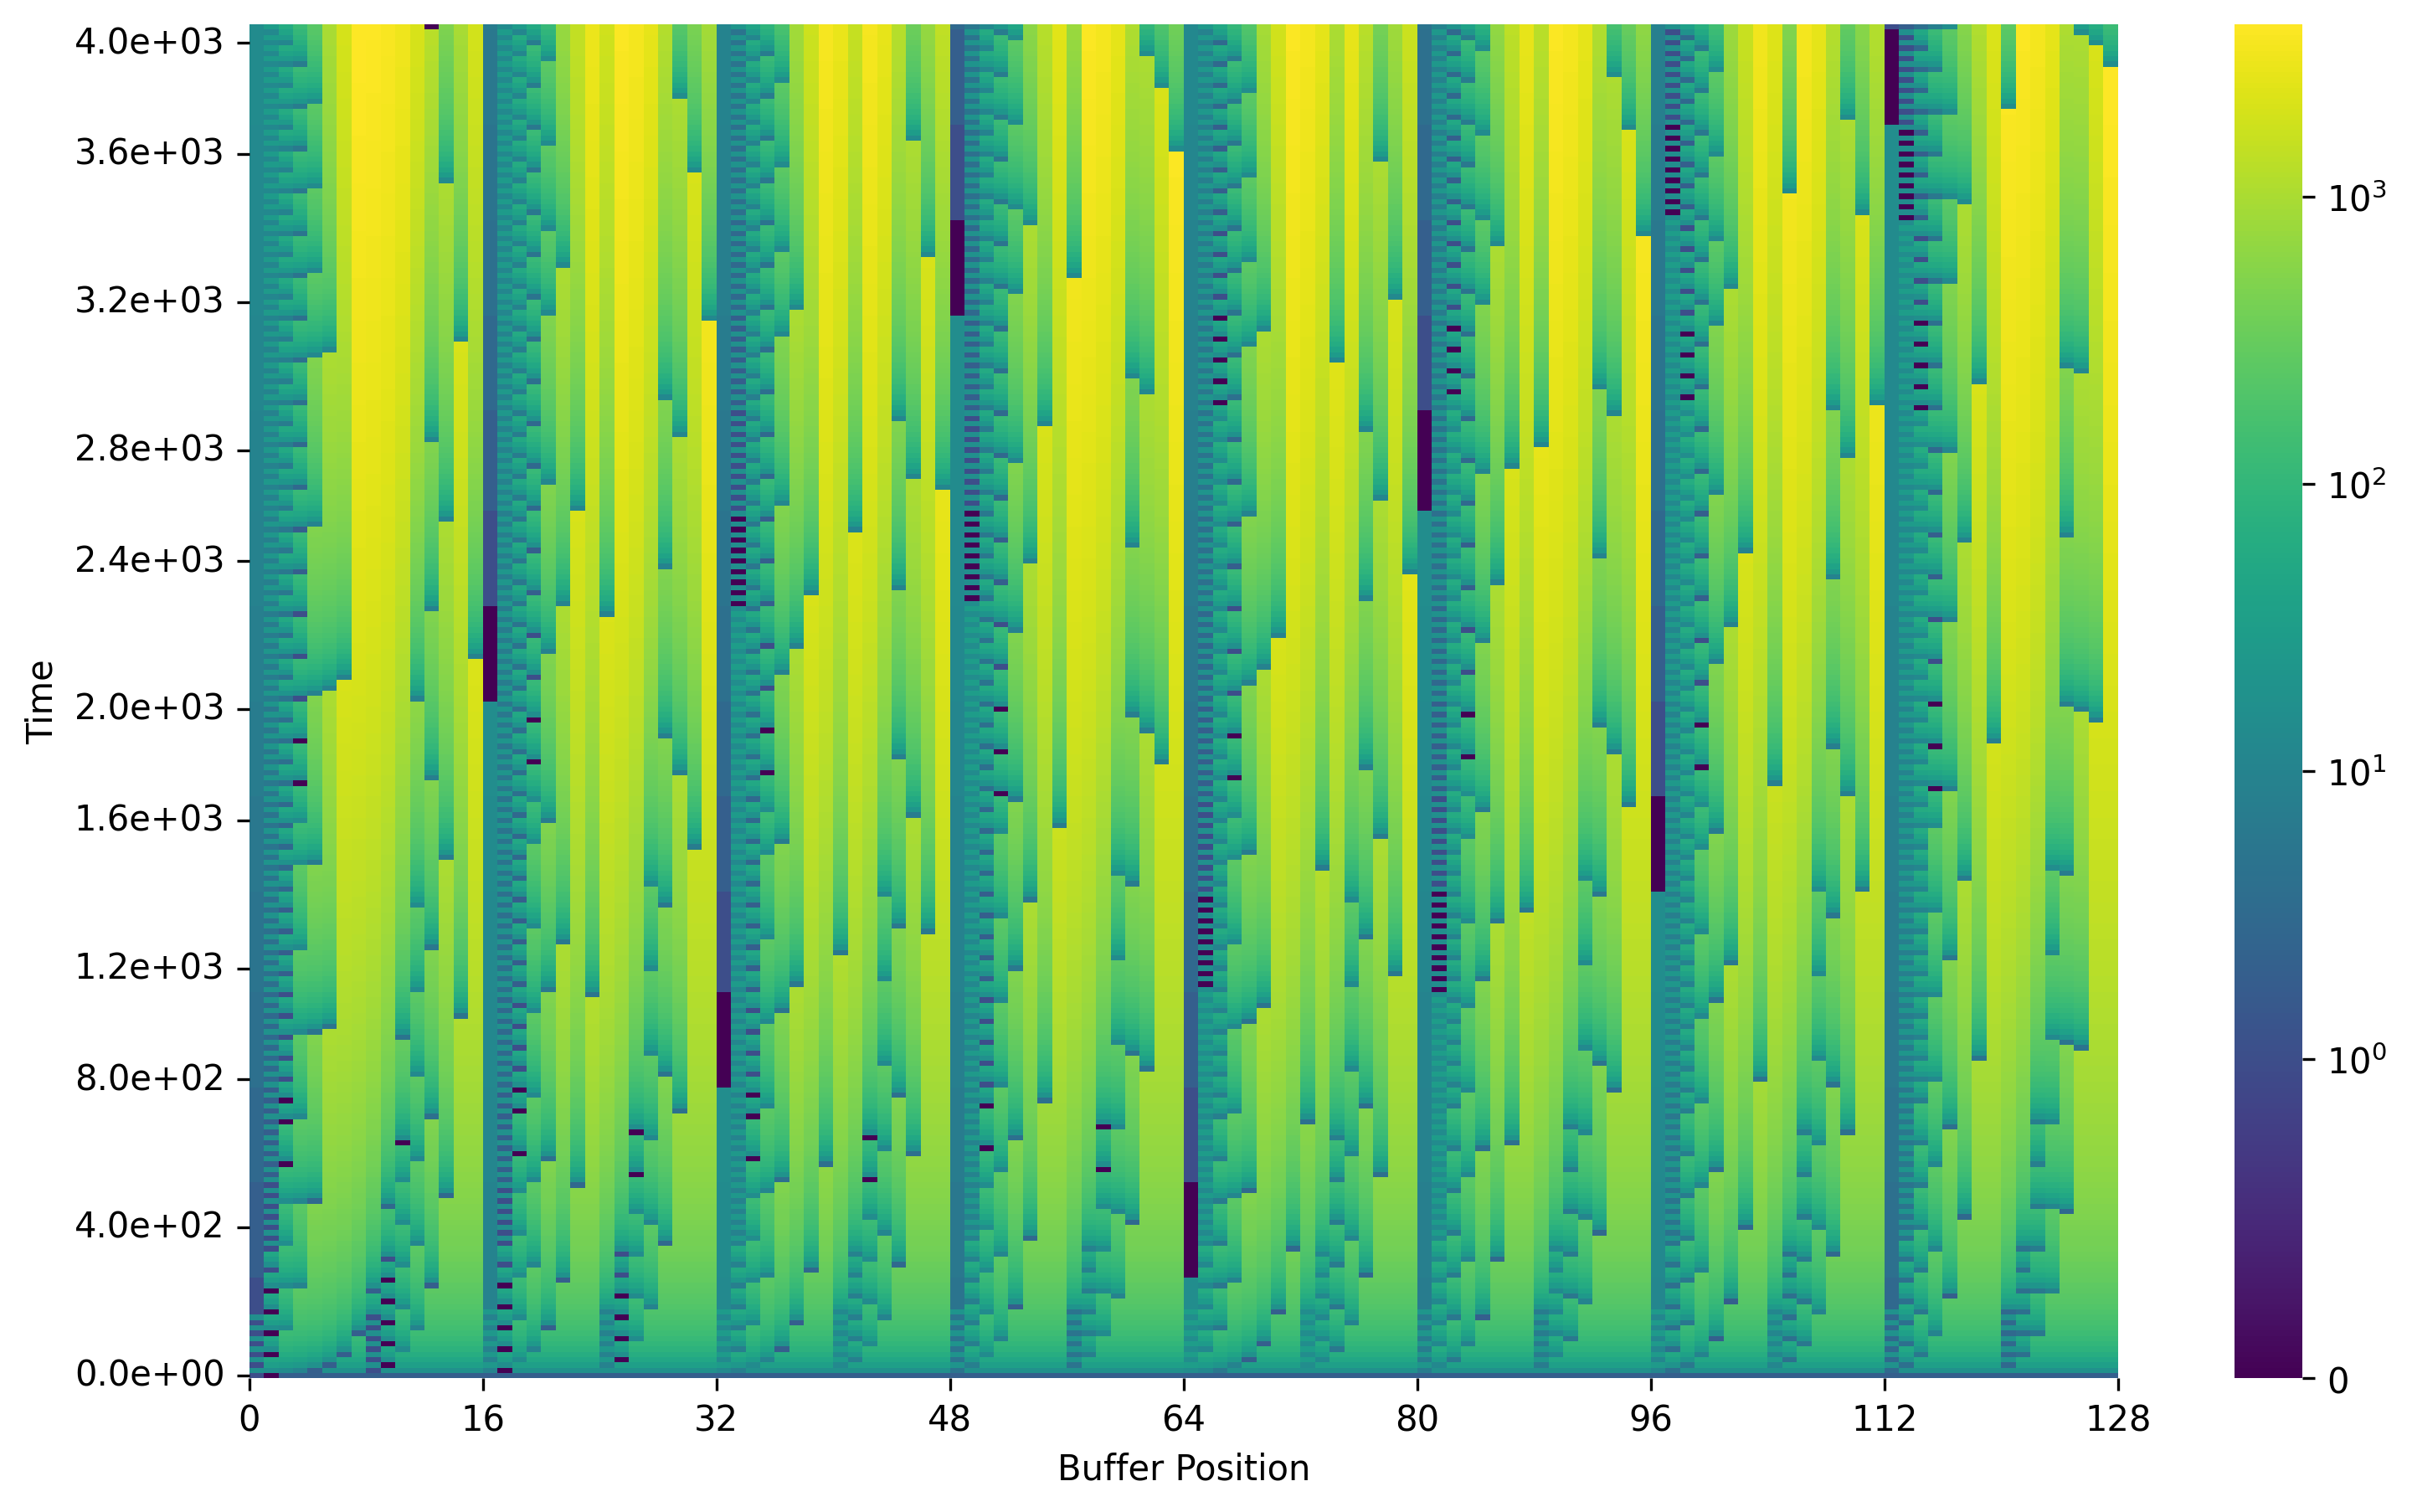 4.0e+03
3.6e+03
3.2e+03
2.8e+03
2.4e+03
2.0e+03
1.6e+03
1.2e+03
8.0e+02
4.0e+02
0.0e+00
Time
0 16 32 48 64 80 96 112 128
Buffer Position
10³
10²
10¹
10⁰
0